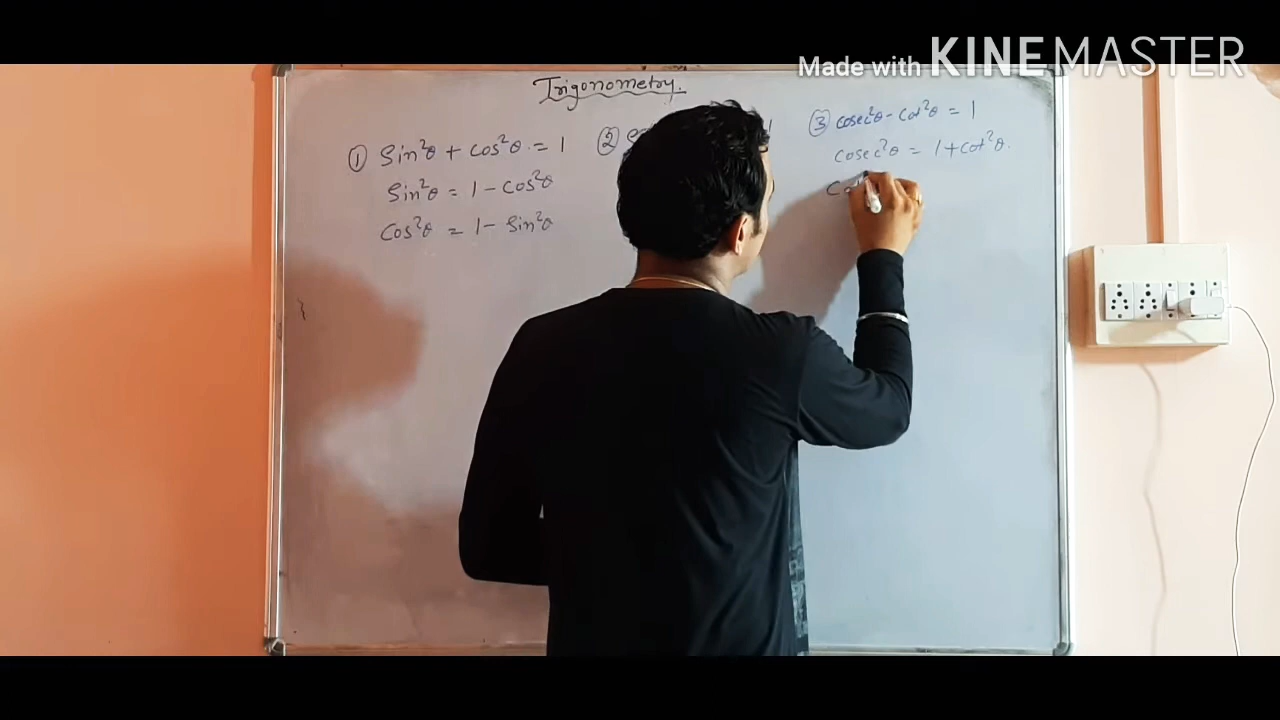 Made with KINEMASTER
Trigonometry.
① Sin²θ + cos²θ = 1
Sin²θ = 1 - cos²θ
Cos²θ = 1 - Sin²θ
②
③ cosec²θ - cot²θ = 1
cosec²θ = 1 + cot²θ.